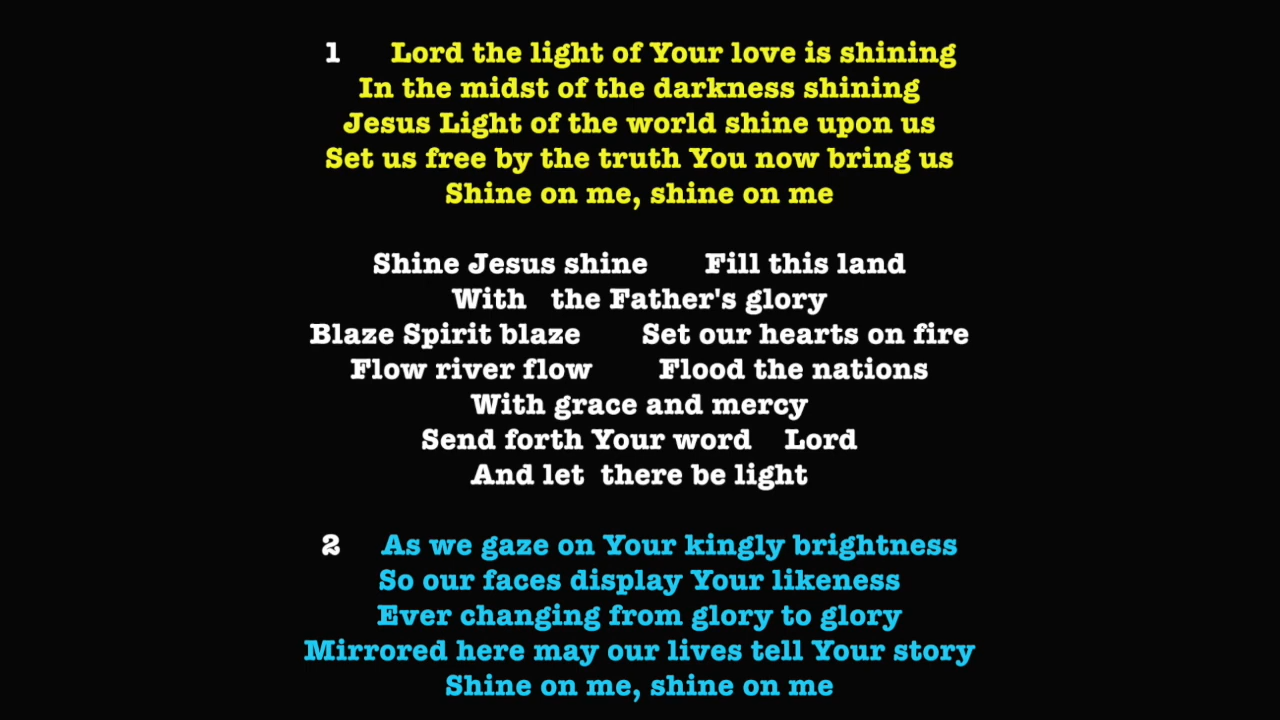 1 Lord the light of Your love is shining
In the midst of the darkness shining
Jesus Light of the world shine upon us
Set us free by the truth You now bring us
Shine on me, shine on me
Shine Jesus shine Fill this land
With the Father's glory
Blaze Spirit blaze Set our hearts on fire
Flow river flow Flood the nations
With grace and mercy
Send forth Your word Lord
And let there be light
2 As we gaze on Your kingly brightness
So our faces display Your likeness
Ever changing from glory to glory
Mirrored here may our lives tell Your story
Shine on me, shine on me